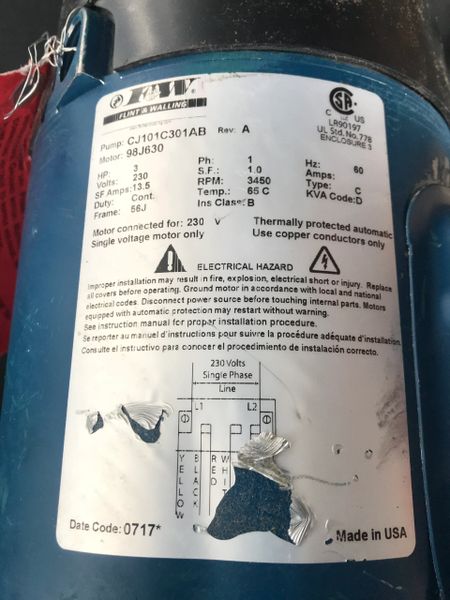 F&W
FLINT & WALLING
Pump: CJ101C301AB Rev: A
Motor: 98J630
C US
LR90197
UL Std. No.778
ENCLOSURE 3
HP: 3 Ph: 1 Hz: 60
Volts: 230 S.F.: 1.0 Amps:
SF Amps: 13.5 RPM: 3450 Type: C
Duty: Cont. Temp.: 65 C KVA Code: D
Frame: 56J Ins Class: B
Motor connected for: 230 V Thermally protected automatic
Single voltage motor only Use copper conductors only
ELECTRICAL HAZARD
Improper installation may result in fire, explosion, electrical short or injury. Replace
all covers before operating. Ground motor in accordance with local and national
electrical codes. Disconnect power source before touching internal parts. Motors
equipped with automatic protection may restart without warning.
See instruction manual for proper installation procedure.
Se reporter au manuel d'instructions pour suivre la procédure adéquate d'installation.
Consulte el instructivo para conocer el procedimiento de instalación correcto.
230 Volts
Single Phase
Line
L1 L2
YELLOW
BLACK
RED
WHIT
Date Code: 0717* Made in USA